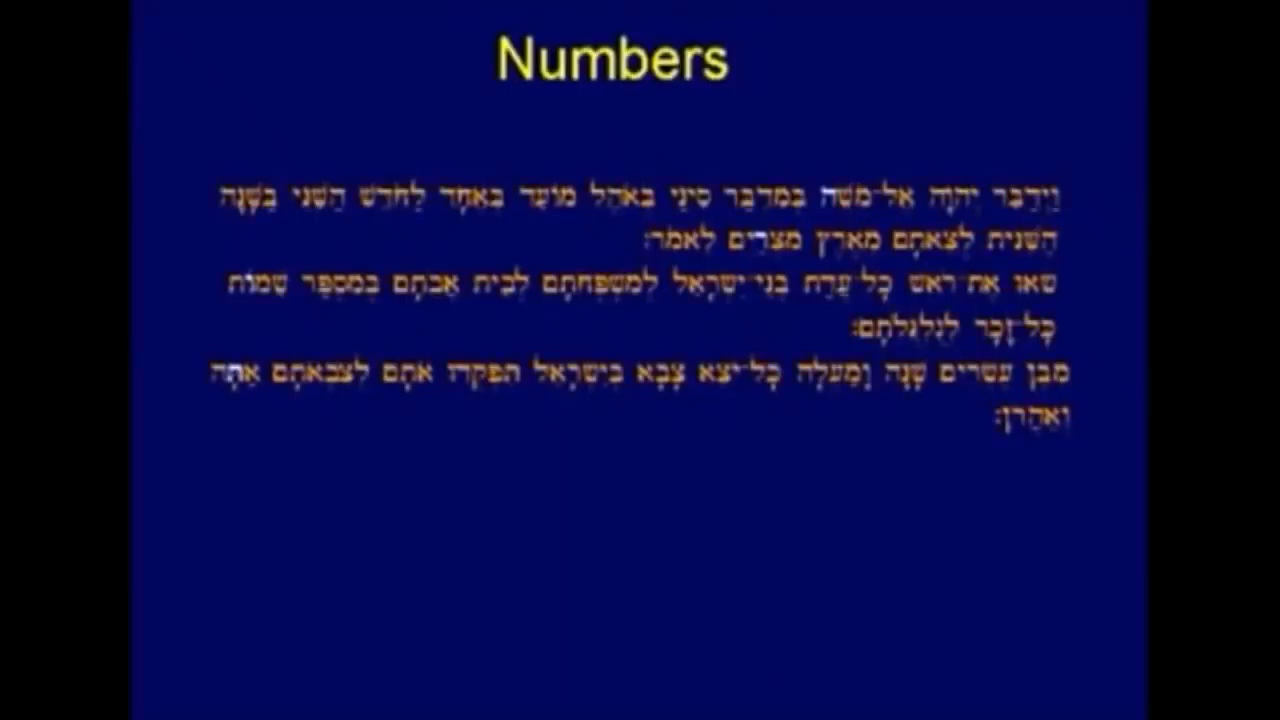 Numbers
וַיְדַבֵּר יְהוָה אֶל־מֹשֶׁה בְּמִדְבַּר סִינַי בְּאֹהֶל מוֹעֵד בְּאֶחָד לַחֹדֶשׁ הַשֵּׁנִי בַּשָּׁנָה
הַשֵּׁנִית לְצֵאתָם מֵאֶרֶץ מִצְרַיִם לֵאמֹר׃
שְׂאוּ אֶת־רֹאשׁ כָּל־עֲדַת בְּנֵי־יִשְׂרָאֵל לְמִשְׁפְּחֹתָם לְבֵית אֲבֹתָם בְּמִסְפַּר שֵׁמוֹת
כָּל־זָכָר לְגֻלְגְּלֹתָם׃
מִבֶּן עֶשְׂרִים שָׁנָה וָמַעְלָה כָּל־יֹצֵא צָבָא בְּיִשְׂרָאֵל תִּפְקְדוּ אֹתָם לְצִבְאֹתָם אַתָּה
וְאַהֲרֹן׃